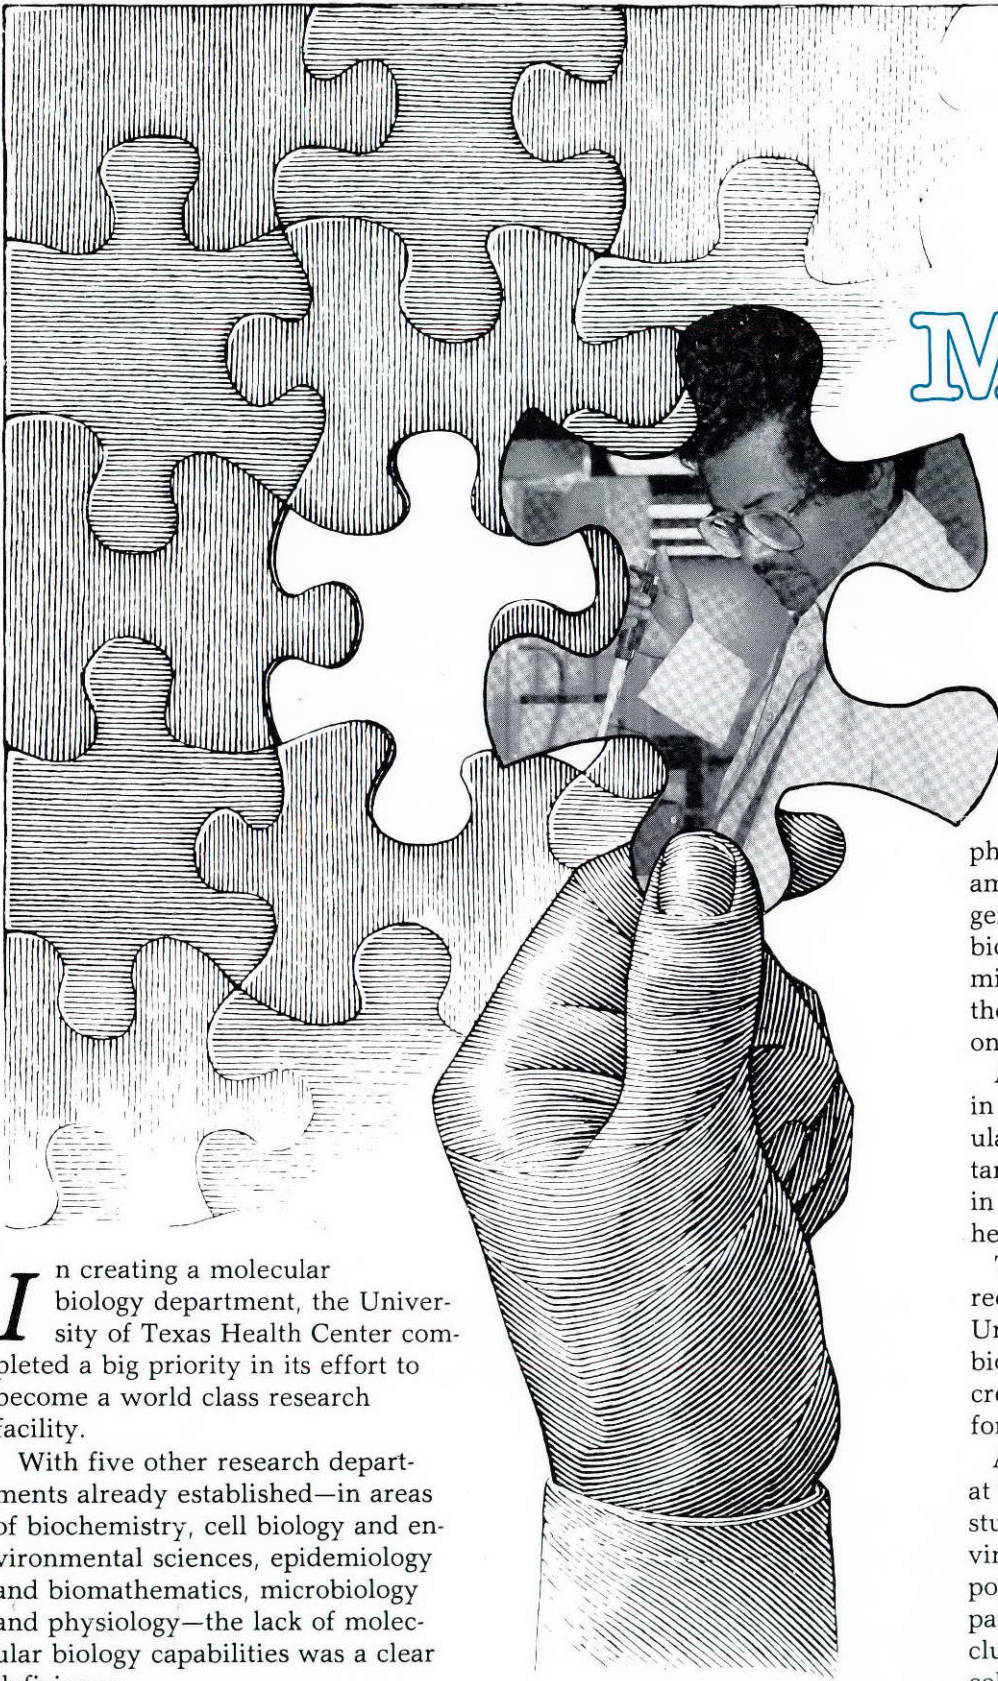 M
In creating a molecular
biology department, the Univer-
sity of Texas Health Center com-
pleted a big priority in its effort to
become a world class research
facility.
With five other research depart-
ments already established—in areas
of biochemistry, cell biology and en-
vironmental sciences, epidemiology
and biomathematics, microbiology
and physiology—the lack of molec-
ular biology capabilities was a clear
ph
am
mi
the
on
in
ula
tar
in
he
rec
Un
cre
for
at
stu
vir
po
pa
clu